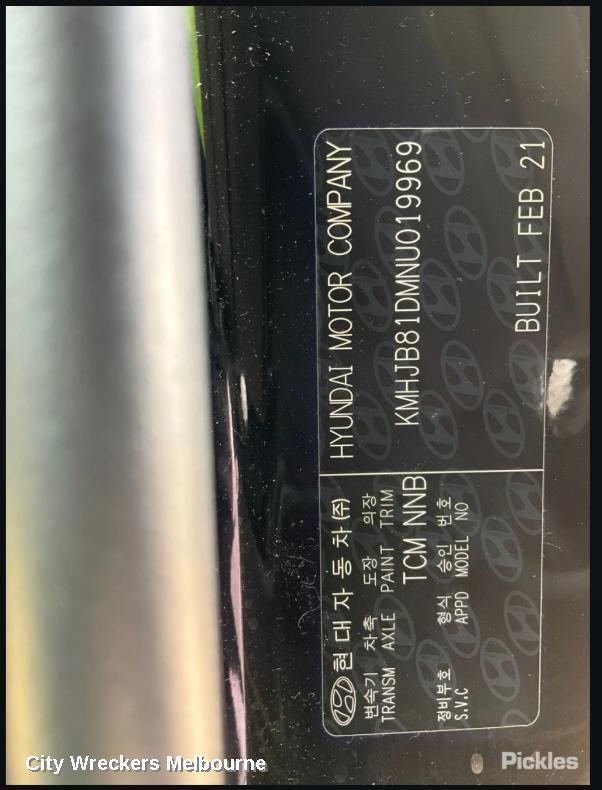 현대자동차(주)
HYUNDAI MOTOR COMPANY
변속기 차축 도장 의장
TRANSM AXLE PAINT TRIM
KMHJB81DMNU019969
TCM NNB
정비부호 형식 승인 번호
S.V.C APPD MODEL NO
BUILT FEB 21
City Wreckers Melbourne
Pickles